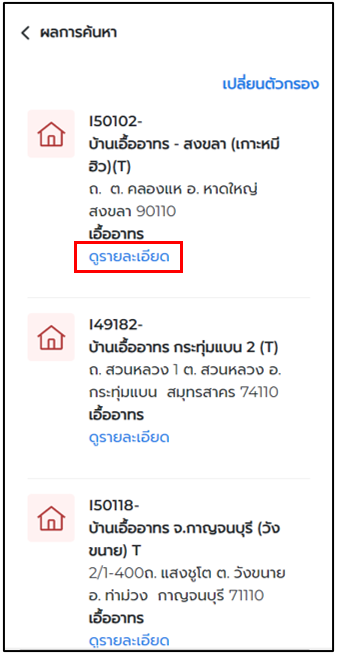 ผลการค้นหา
เปลี่ยนตัวกรอง
I50102-
บ้านเอื้ออาทร - สงขลา (เกาะหมี
ฮิว)(T)
ถ.  ต. คลองแห อ. หาดใหญ่
สงขลา 90110
เอื้ออาทร
ดูรายละเอียด
I49182-
บ้านเอื้ออาทร กระทุ่มแบน 2 (T)
ถ. สวนหลวง 1 ต. สวนหลวง อ.
กระทุ่มแบน  สมุทรสาคร 74110
เอื้ออาทร
ดูรายละเอียด
I50118-
บ้านเอื้ออาทร จ.กาญจนบุรี (วัง
ขนาย) T
2/1-400ถ. แสงชูโต ต. วังขนาย
อ. ท่าม่วง  กาญจนบุรี 71110
เอื้ออาทร
ดูรายละเอียด